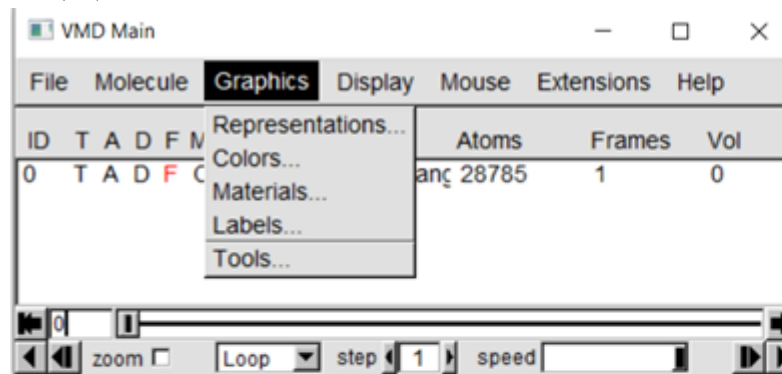 VMD Main
File Molecule Graphics Display Mouse Extensions Help
ID T A D F M Atoms Frames Vol
Representations...
Colors...
0 T A D F 28785 1 0
Materials...
Labels...
Tools...
0
zoom Loop step 1 speed